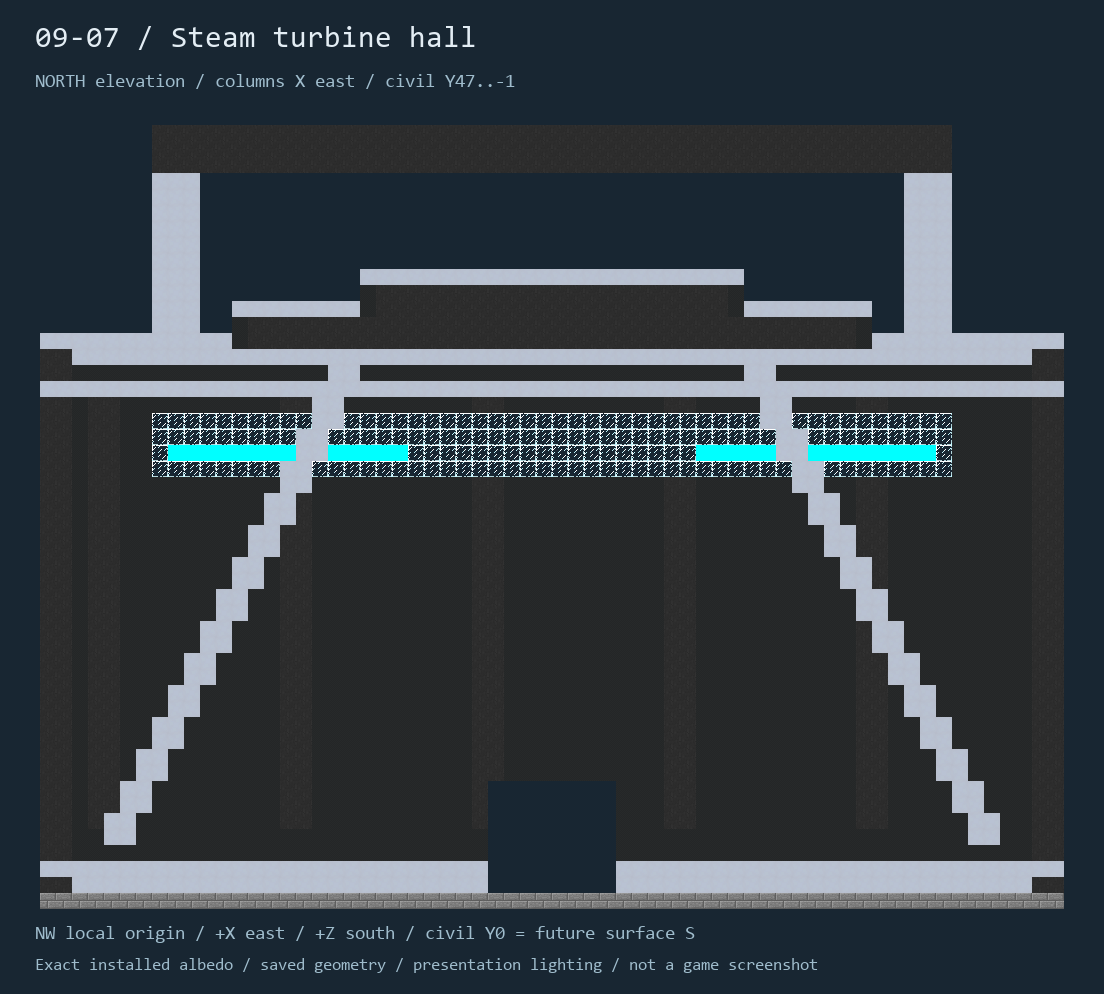 09-07 / Steam turbine hall
NORTH elevation / columns X east / civil Y47..-1
NW local origin / +X east / +Z south / civil Y0 = future surface S
Exact installed albedo / saved geometry / presentation lighting / not a game screenshot